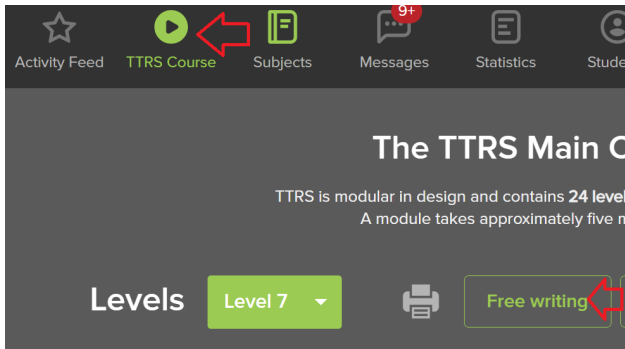 9+
Activity Feed TTRS Course Subjects Messages Statistics Stude
The TTRS Main C
TTRS is modular in design and contains 24 leve
A module takes approximately five
Levels Level 7 Free writing